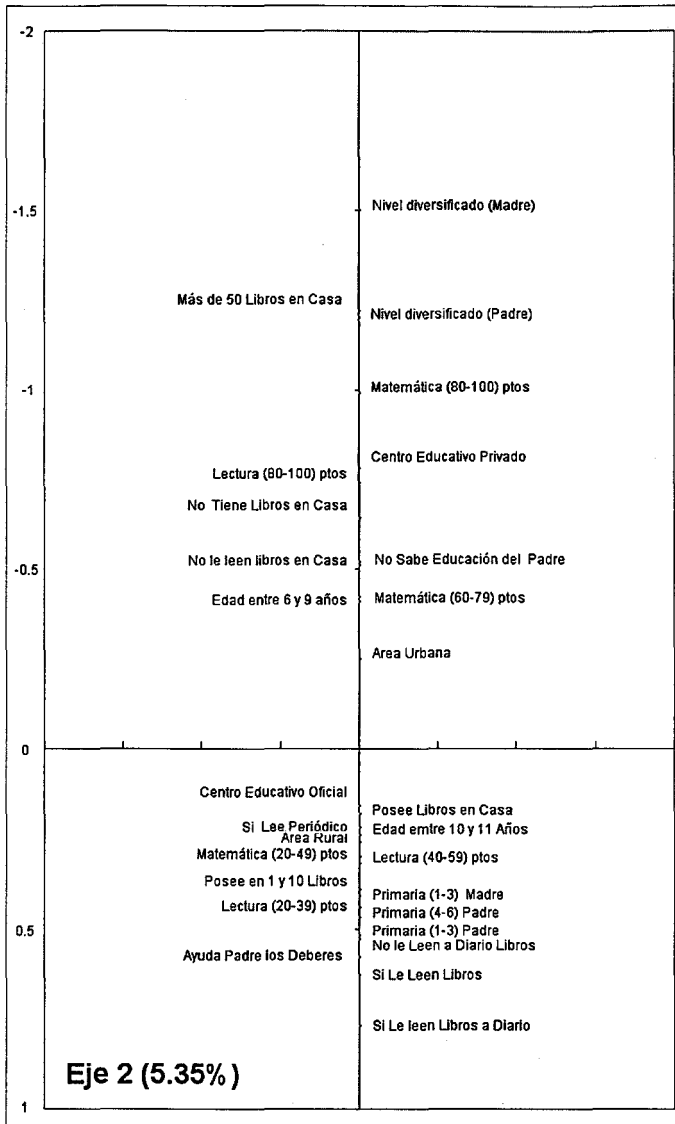 -2
-1.5
Nivel diversificado (Madre)
Más de 50 Libros en Casa
Nivel diversificado (Padre)
-1
Matemática (80-100) ptos
Centro Educativo Privado
Lectura (80-100) ptos
No Tiene Libros en Casa
No le leen libros en Casa
No Sabe Educación del Padre
-0.5
Edad entre 6 y 9 años
Matemática (60-79) ptos
Area Urbana
0
Centro Educativo Oficial
Posee Libros en Casa
Si Lee Periódico
Edad emtre 10 y 11 Años
Area Rural
Matemática (20-49) ptos
Lectura (40-59) ptos
Posee en 1 y 10 Libros
Primaria (1-3) Madre
Lectura (20-39) ptos
Primaria (4-6) Padre
0.5
Primaria (1-3) Padre
No le Leen a Diario Libros
Ayuda Padre los Deberes
Si Le Leen Libros
Si Le leen Libros a Diario
Eje 2 (5.35%)
1